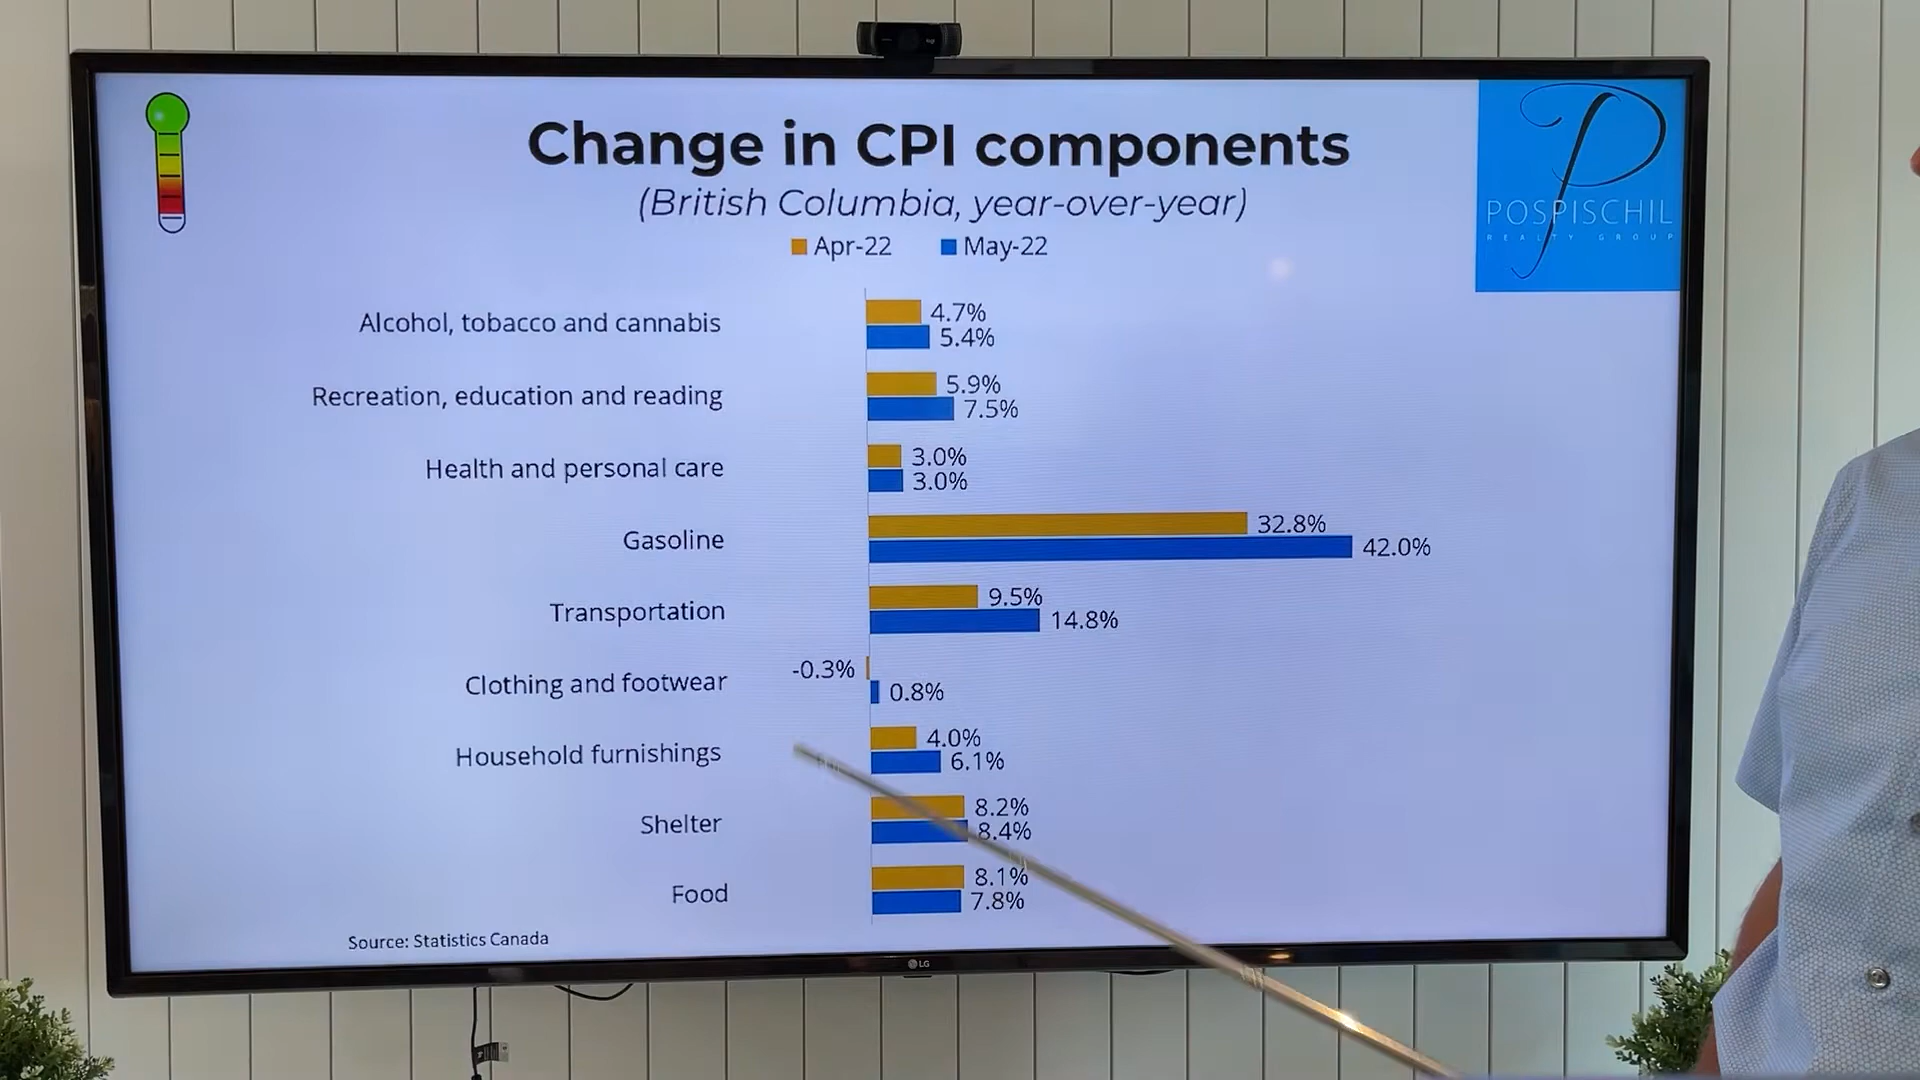 Change in CPI components
(British Columbia, year-over-year)
Apr-22 May-22
POSPISCHIL
REALTY GROUP
Alcohol, tobacco and cannabis
4.7%
5.4%
Recreation, education and reading
5.9%
7.5%
Health and personal care
3.0%
3.0%
Gasoline
32.8%
42.0%
Transportation
9.5%
14.8%
Clothing and footwear
-0.3%
0.8%
Household furnishings
4.0%
6.1%
Shelter
8.2%
8.4%
Food
8.1%
7.8%
Source: Statistics Canada
LG